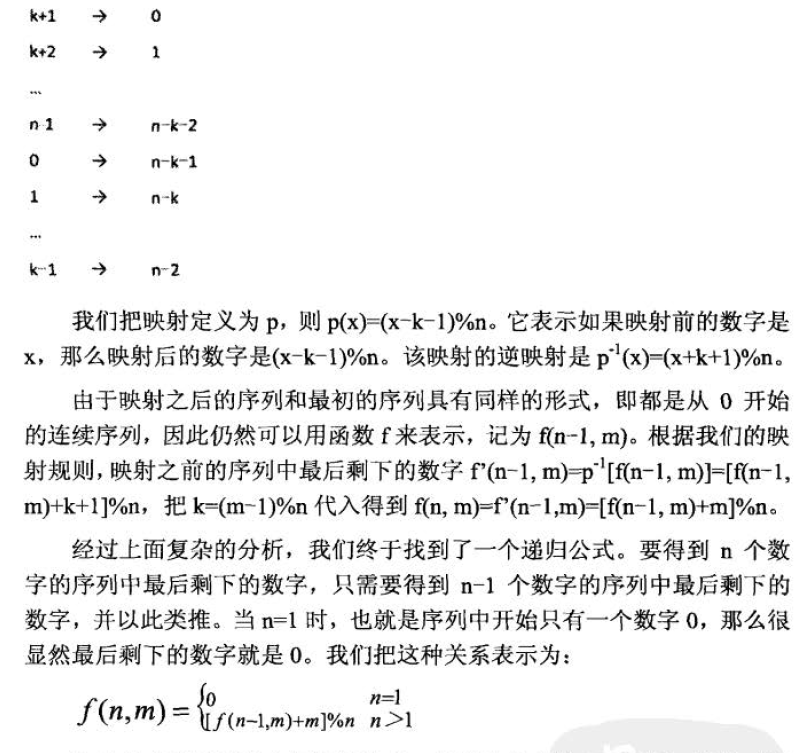 k+1 → 0
k+2 → 1
...
n-1 → n-k-2
0 → n-k-1
1 → n-k
...
k-1 → n-2
我们把映射定义为 p，则 p(x)=(x-k-1)%n。它表示如果映射前的数字是
x，那么映射后的数字是(x-k-1)%n。该映射的逆映射是 p⁻¹(x)=(x+k+1)%n。
由于映射之后的序列和最初的序列具有同样的形式，即都是从 0 开始
的连续序列，因此仍然可以用函数 f 来表示，记为 f(n-1, m)。根据我们的映
射规则，映射之前的序列中最后剩下的数字 f’(n-1, m)=p⁻¹[f(n-1, m)]=[f(n-1,
m)+k+1]%n，把 k=(m-1)%n 代入得到 f(n, m)=f’(n-1,m)=[f(n-1, m)+m]%n。
经过上面复杂的分析，我们终于找到了一个递归公式。要得到 n 个数
字的序列中最后剩下的数字，只需要得到 n-1 个数字的序列中最后剩下的
数字，并以此类推。当 n=1 时，也就是序列中开始只有一个数字 0，那么很
显然最后剩下的数字就是 0。我们把这种关系表示为：
f(n,m) = { 0 n=1
[f(n-1,m)+m]%n n>1